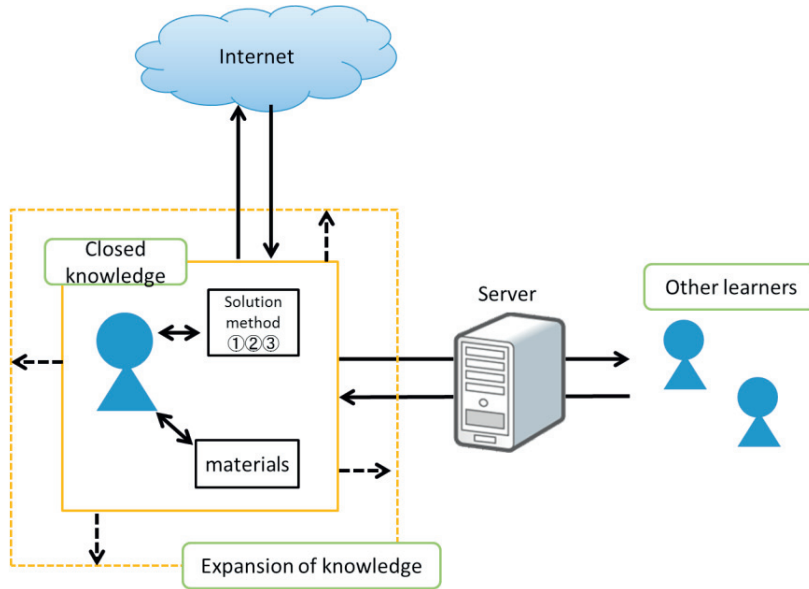 Internet
Closed
knowledge
Solution
method
①②③
materials
Server
Other learners
Expansion of knowledge